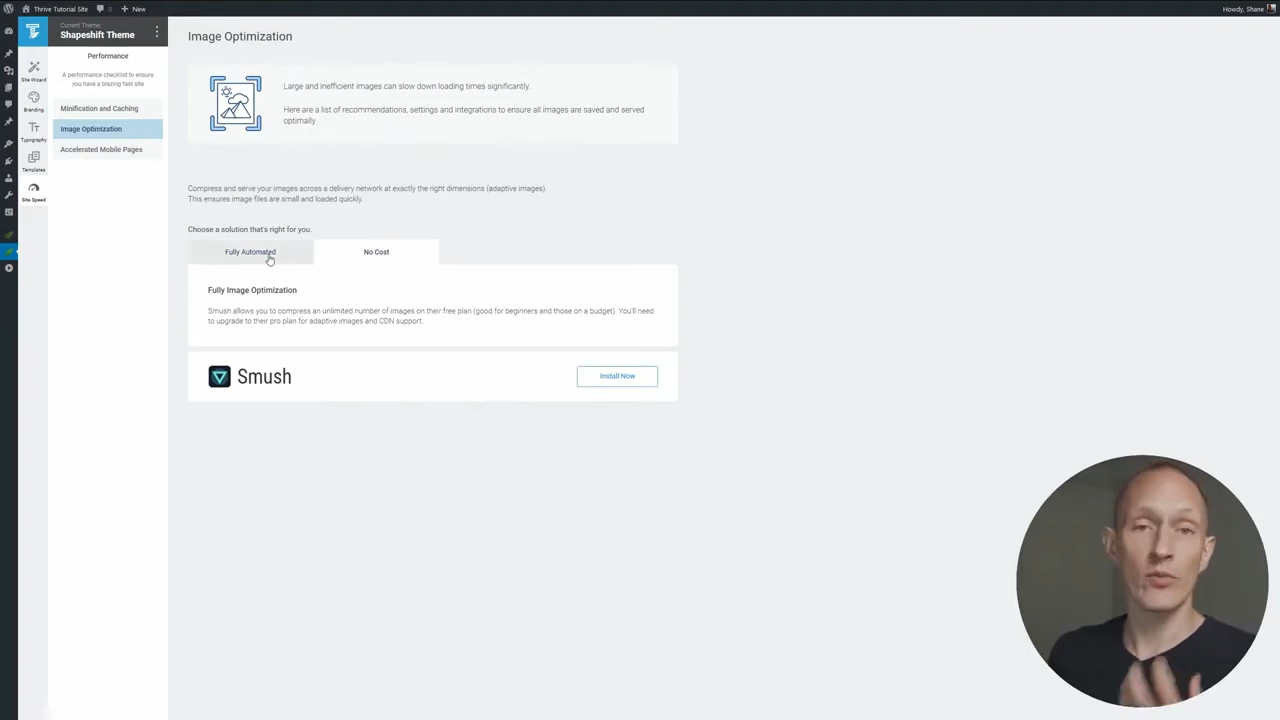 Thrive Tutorial Site
0
New
Howdy, Shane
Current Theme:
Shapeshift Theme
Performance
A performance checklist to ensure
you have a blazing fast site
Minification and Caching
Image Optimization
Accelerated Mobile Pages
Site Wizard
Branding
Typography
Templates
Site Speed
Image Optimization
Large and inefficient images can slow down loading times significantly.
Here are a list of recommendations, settings and integrations to ensure all images are saved and served
optimally
Compress and serve your images across a delivery network at exactly the right dimensions (adaptive images).
This ensures image files are small and loaded quickly.
Choose a solution that's right for you.
Fully Automated
No Cost
Fully Image Optimization
Smush allows you to compress an unlimited number of images on their free plan (good for beginners and those on a budget). You'll need
to upgrade to their pro plan for adaptive images and CDN support.
Smush
Install Now